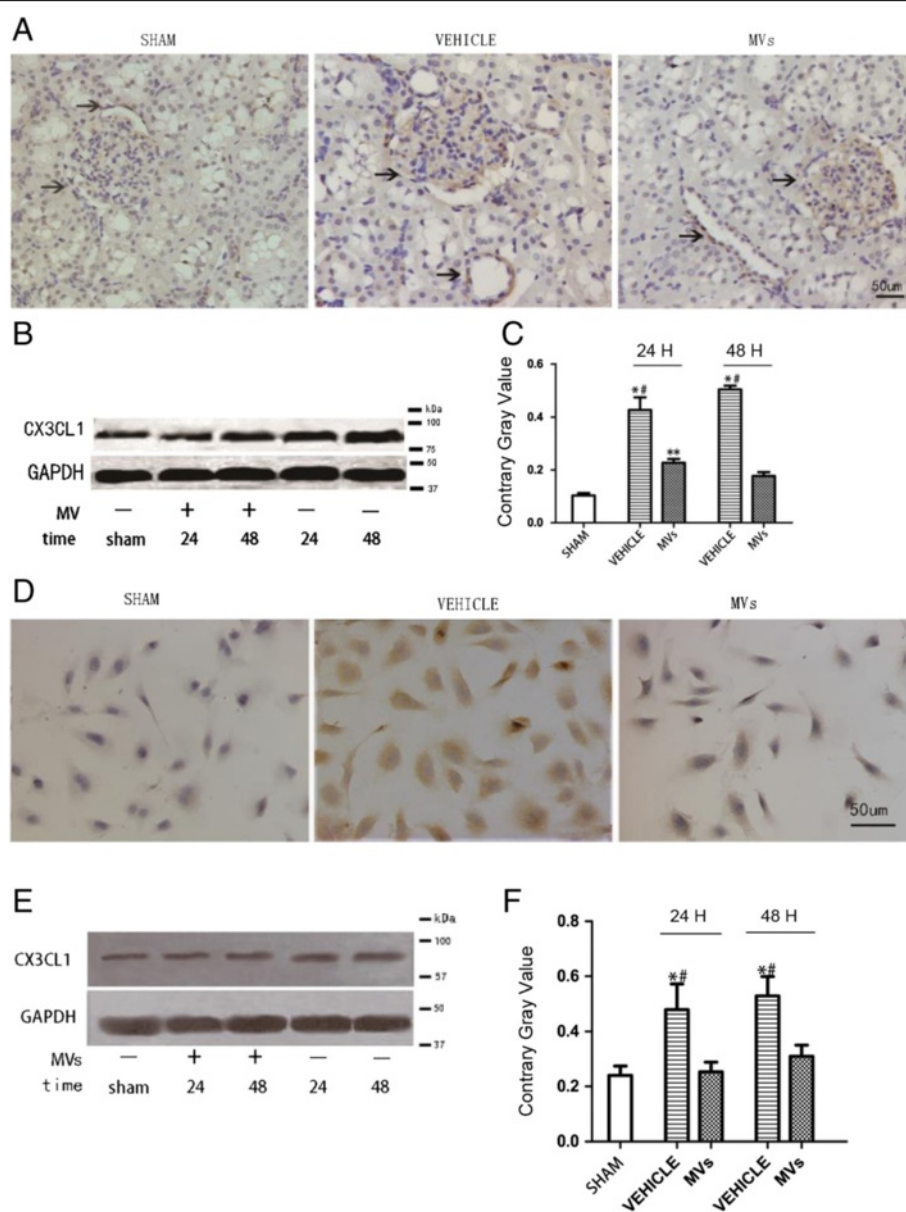 A
SHAM VEHICLE MVs
50um
B
CX3CL1
GAPDH
kDa
100
75
50
37
MV — + + — —
time sham 24 48 24 48
C
24 H 48 H
Contrary Gray Value
0.6
0.4
0.2
0.0
*# ** *#
SHAM VEHICLE MVs VEHICLE MVs
D
SHAM VEHICLE MVs
50um
E
CX3CL1
GAPDH
kDa
100
57
50
37
MVs — + + — —
time sham 24 48 24 48
F
24 H 48 H
Contrary Gray Value
0.8
0.6
0.4
0.2
0.0
*# *#
SHAM VEHICLE MVs VEHICLE MVs